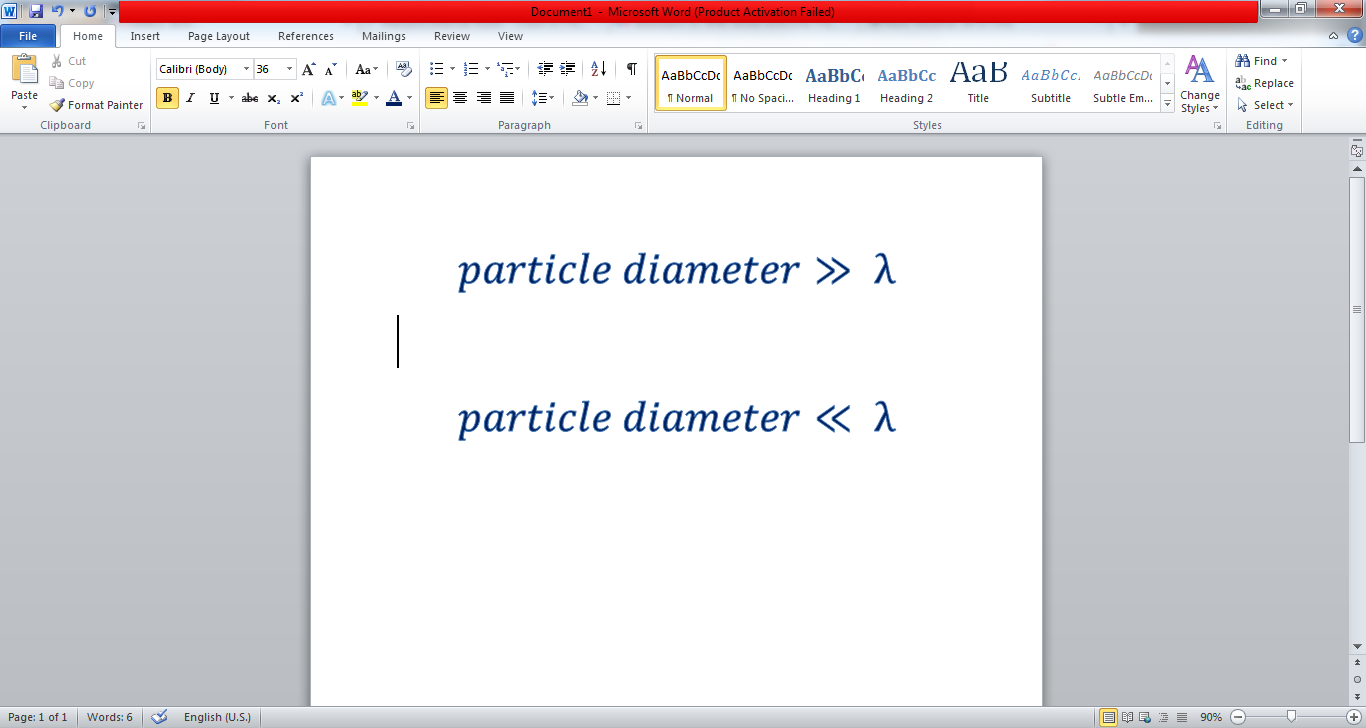 Document1 - Microsoft Word (Product Activation Failed)
File Home Insert Page Layout References Mailings Review View
Paste
Cut
Copy
Format Painter
Clipboard
Calibri (Body) 36
B I U abc x₂ x²
Font
Paragraph
AaBbCcDc AaBbCcDc AaBbCc AaBbCc AaB AaBbCc. AaBbCcDc
¶ Normal ¶ No Spaci... Heading 1 Heading 2 Title Subtitle Subtle Em...
Change Styles
Styles
Find
Replace
Select
Editing
particle diameter ≫ λ
particle diameter ≪ λ
Page: 1 of 1 Words: 6 English (U.S.) 90%